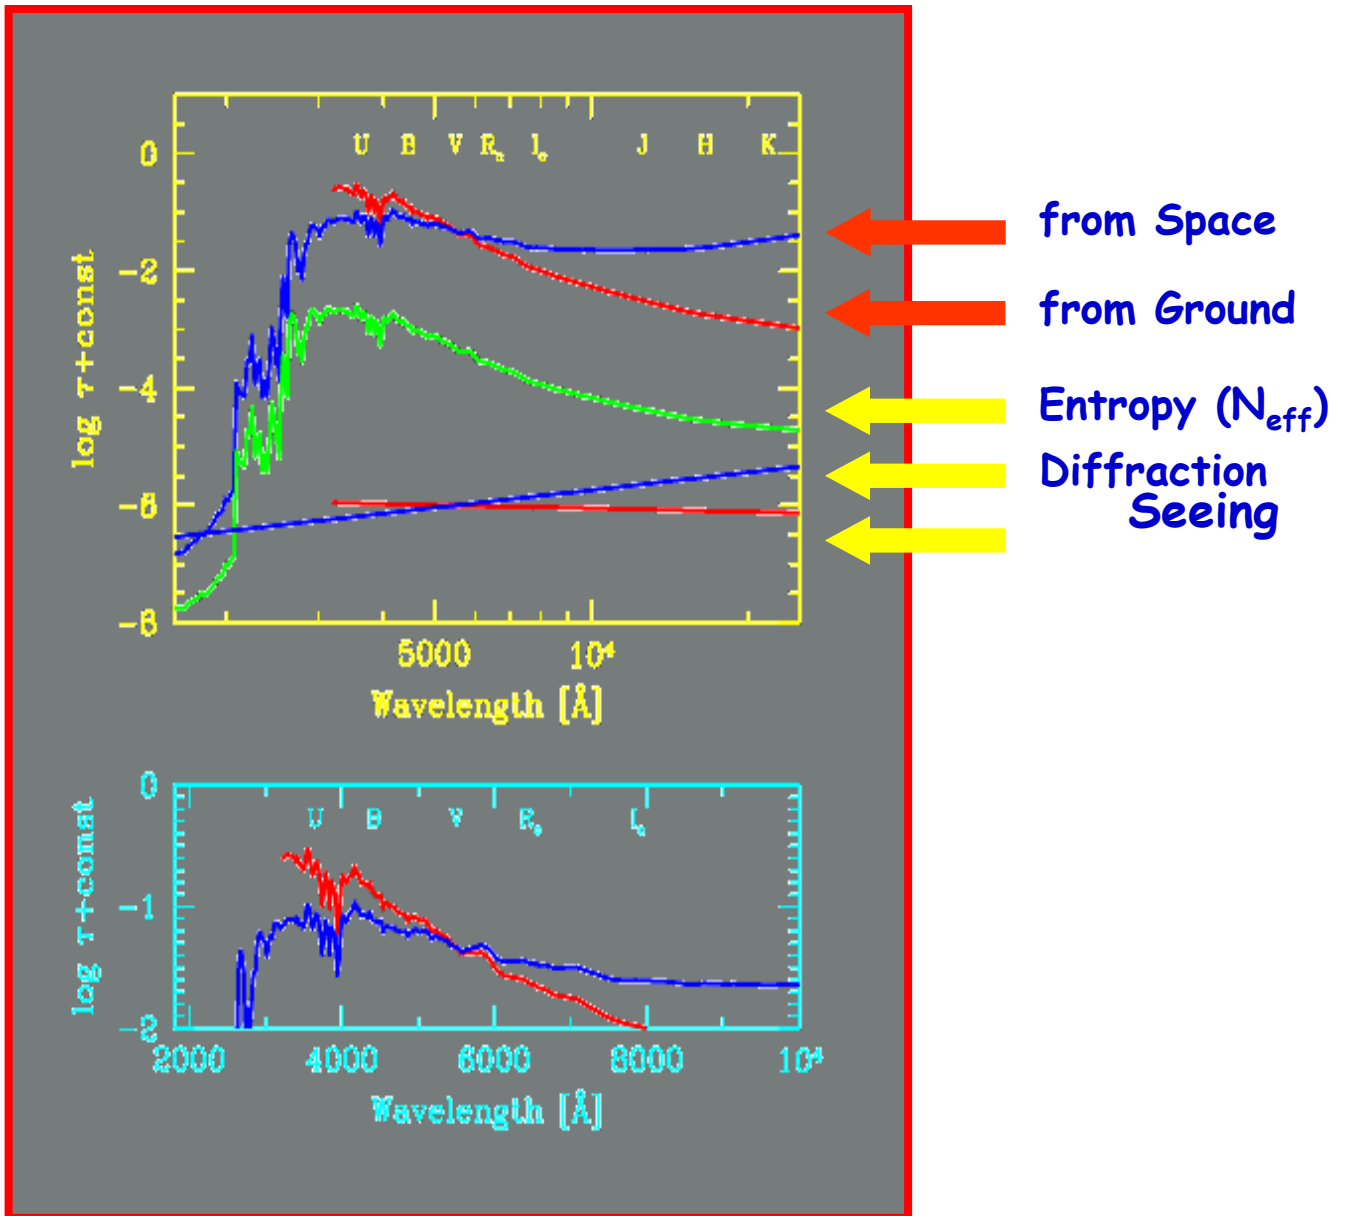 U B V Rc Ic J H K
0
-2
-4
-6
-8
log τ+const
5000 10⁴
Wavelength [Å]
from Space
from Ground
Entropy (Neff)
Diffraction
Seeing
0
-1
-2
log τ+const
U B V Rc Ic
2000 4000 6000 8000 10⁴
Wavelength [Å]